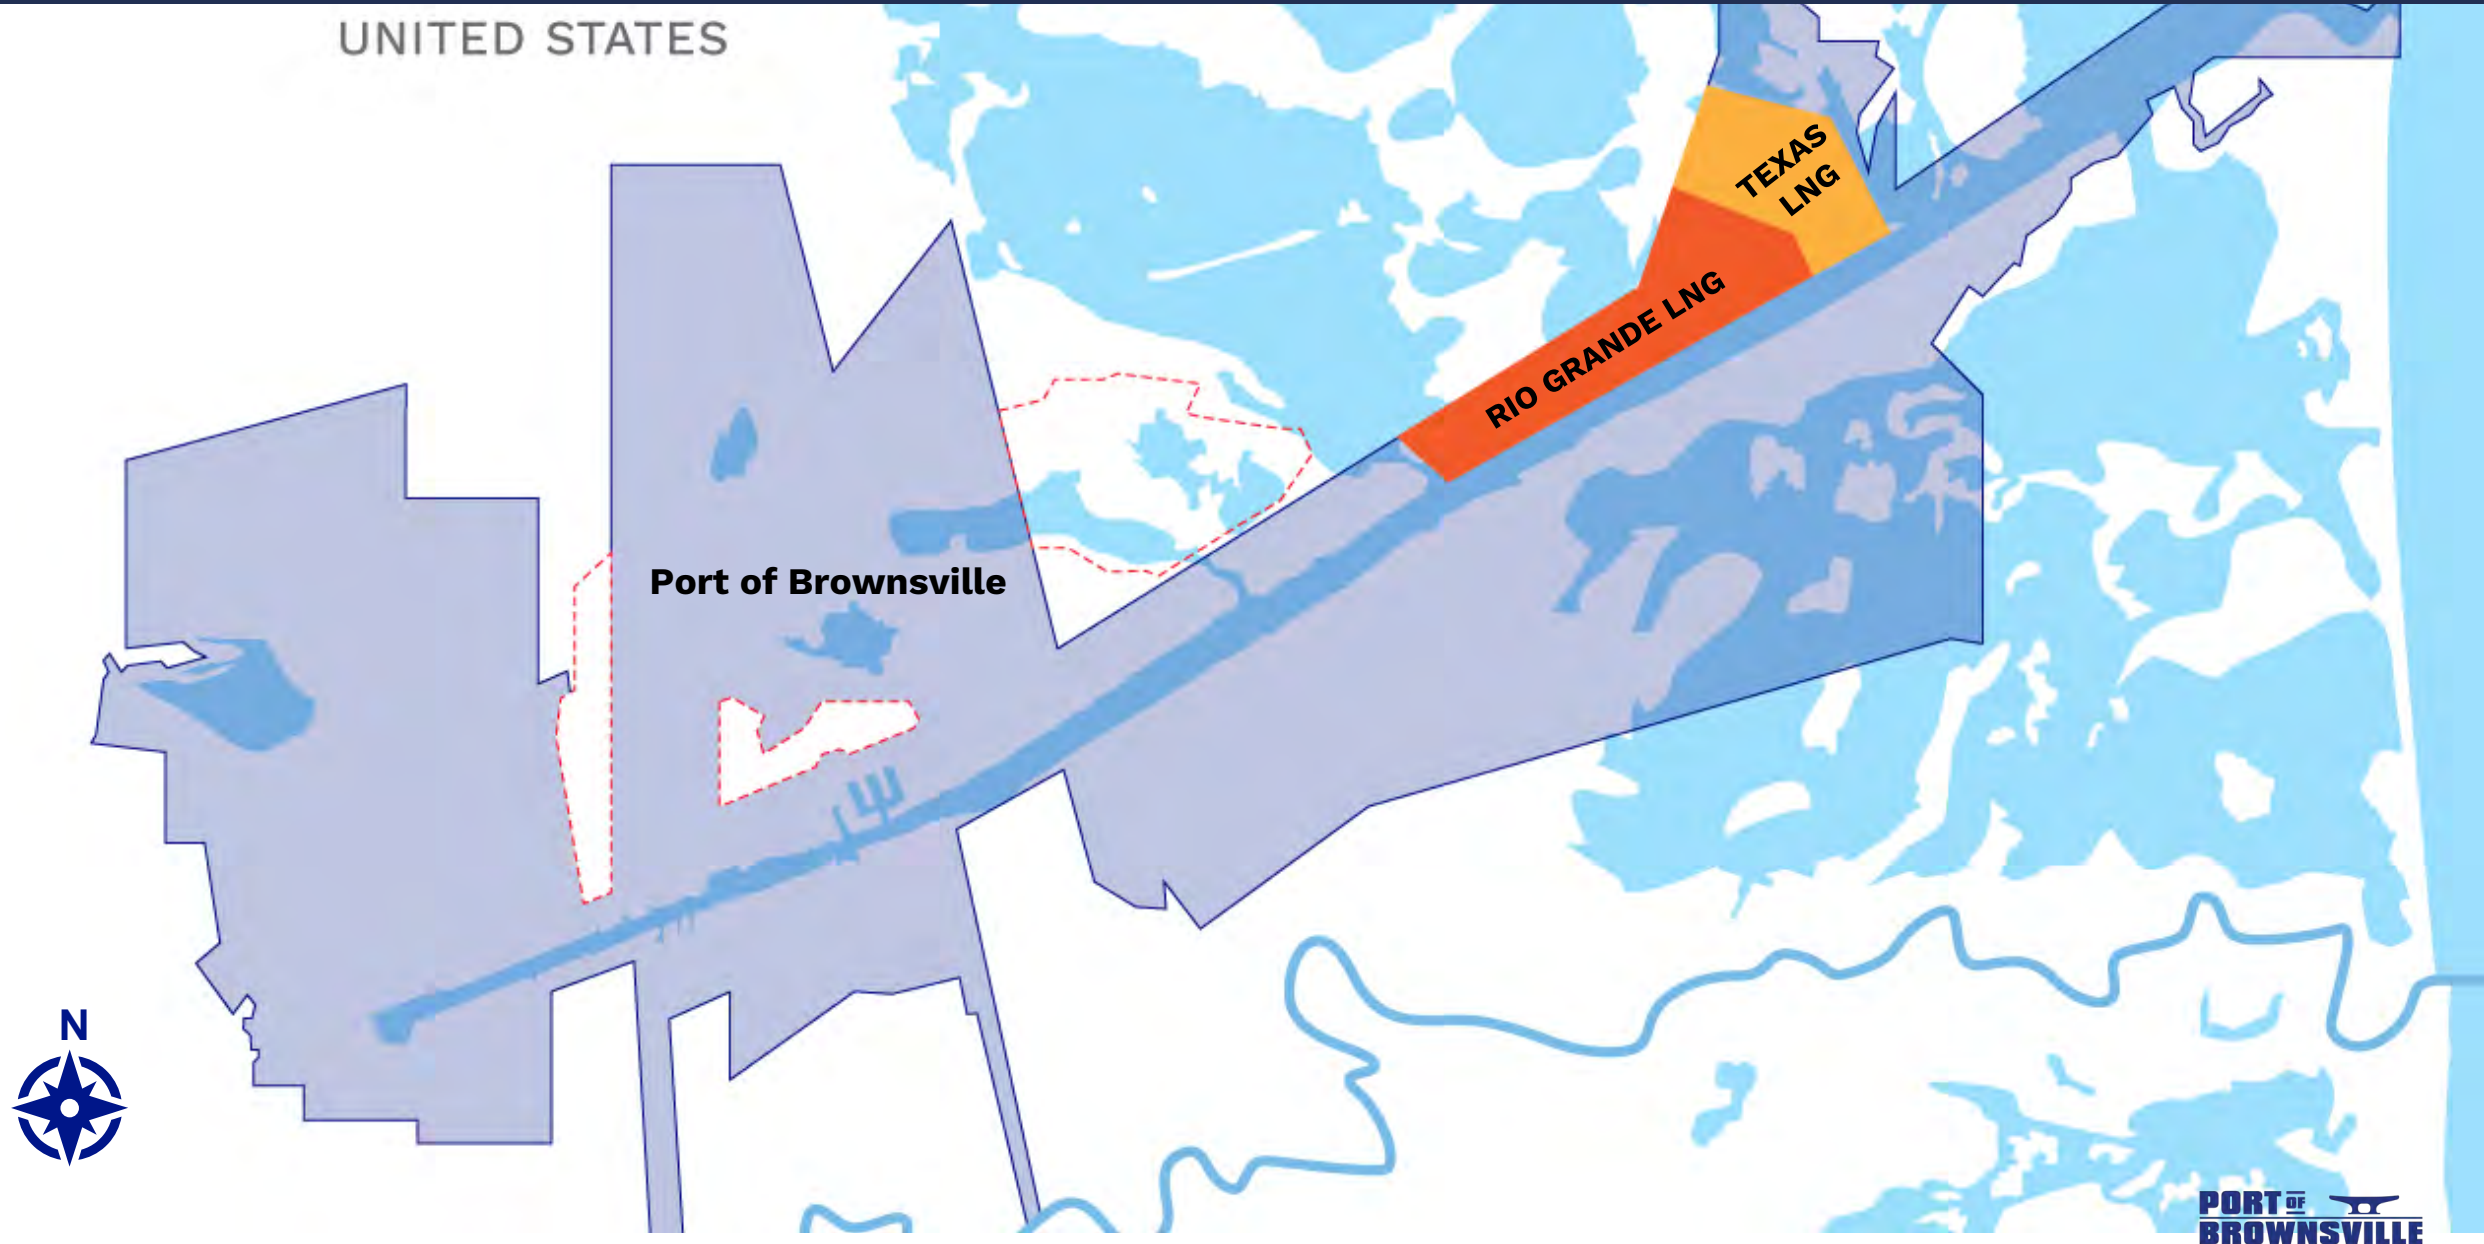 UNITED STATES
TEXAS
LNG
RIO GRANDE LNG
Port of Brownsville
N
PORT OF
BROWNSVILLE